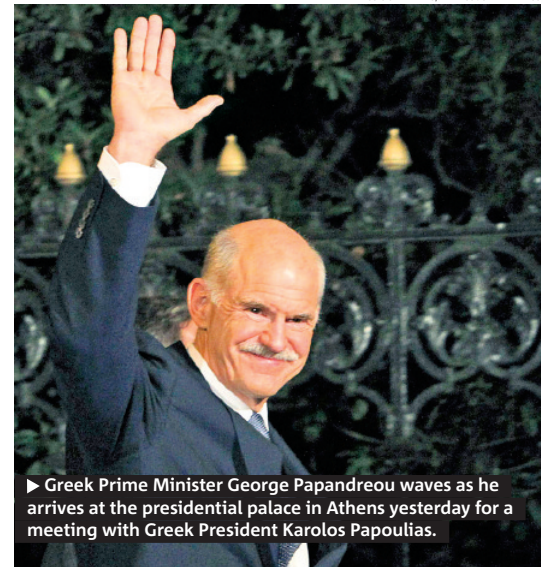 ▶ Greek Prime Minister George Papandreou waves as he
arrives at the presidential palace in Athens yesterday for a
meeting with Greek President Karolos Papoulias.